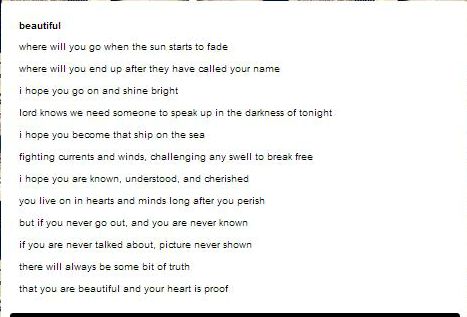 beautiful
where will you go when the sun starts to fade
where will you end up after they have called your name
i hope you go on and shine bright
lord knows we need someone to speak up in the darkness of tonight
i hope you become that ship on the sea
fighting currents and winds, challenging any swell to break free
i hope you are known, understood, and cherished
you live on in hearts and minds long after you perish
but if you never go out, and you are never known
if you are never talked about, picture never shown
there will always be some bit of truth
that you are beautiful and your heart is proof